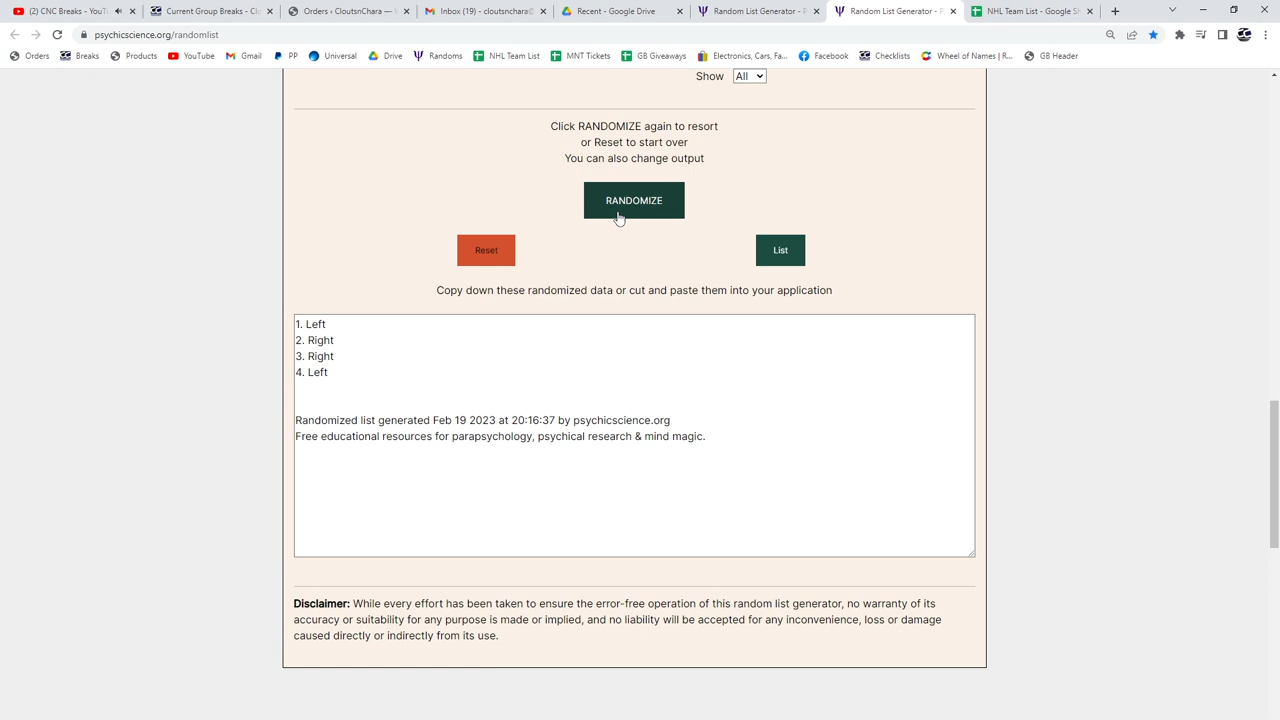 (2) CNC Breaks - YouTu
Current Group Breaks - Clo
Orders ‹ CloutsnChara — W
Inbox (19) - cloutsnchara@
Recent - Google Drive
Random List Generator - P
Random List Generator - P
NHL Team List - Google Sh
psychicscience.org/randomlist
Orders
Breaks
Products
YouTube
Gmail
PP
Universal
Drive
Randoms
NHL Team List
MNT Tickets
GB Giveaways
Electronics, Cars, Fa...
Facebook
Checklists
Wheel of Names | R...
GB Header
Show All
Click RANDOMIZE again to resort
or Reset to start over
You can also change output
RANDOMIZE
Reset
List
Copy down these randomized data or cut and paste them into your application
1. Left
2. Right
3. Right
4. Left
Randomized list generated Feb 19 2023 at 20:16:37 by psychicscience.org
Free educational resources for parapsychology, psychical research & mind magic.
Disclaimer: While every effort has been taken to ensure the error-free operation of this random list generator, no warranty of its
accuracy or suitability for any purpose is made or implied, and no liability will be accepted for any inconvenience, loss or damage
caused directly or indirectly from its use.